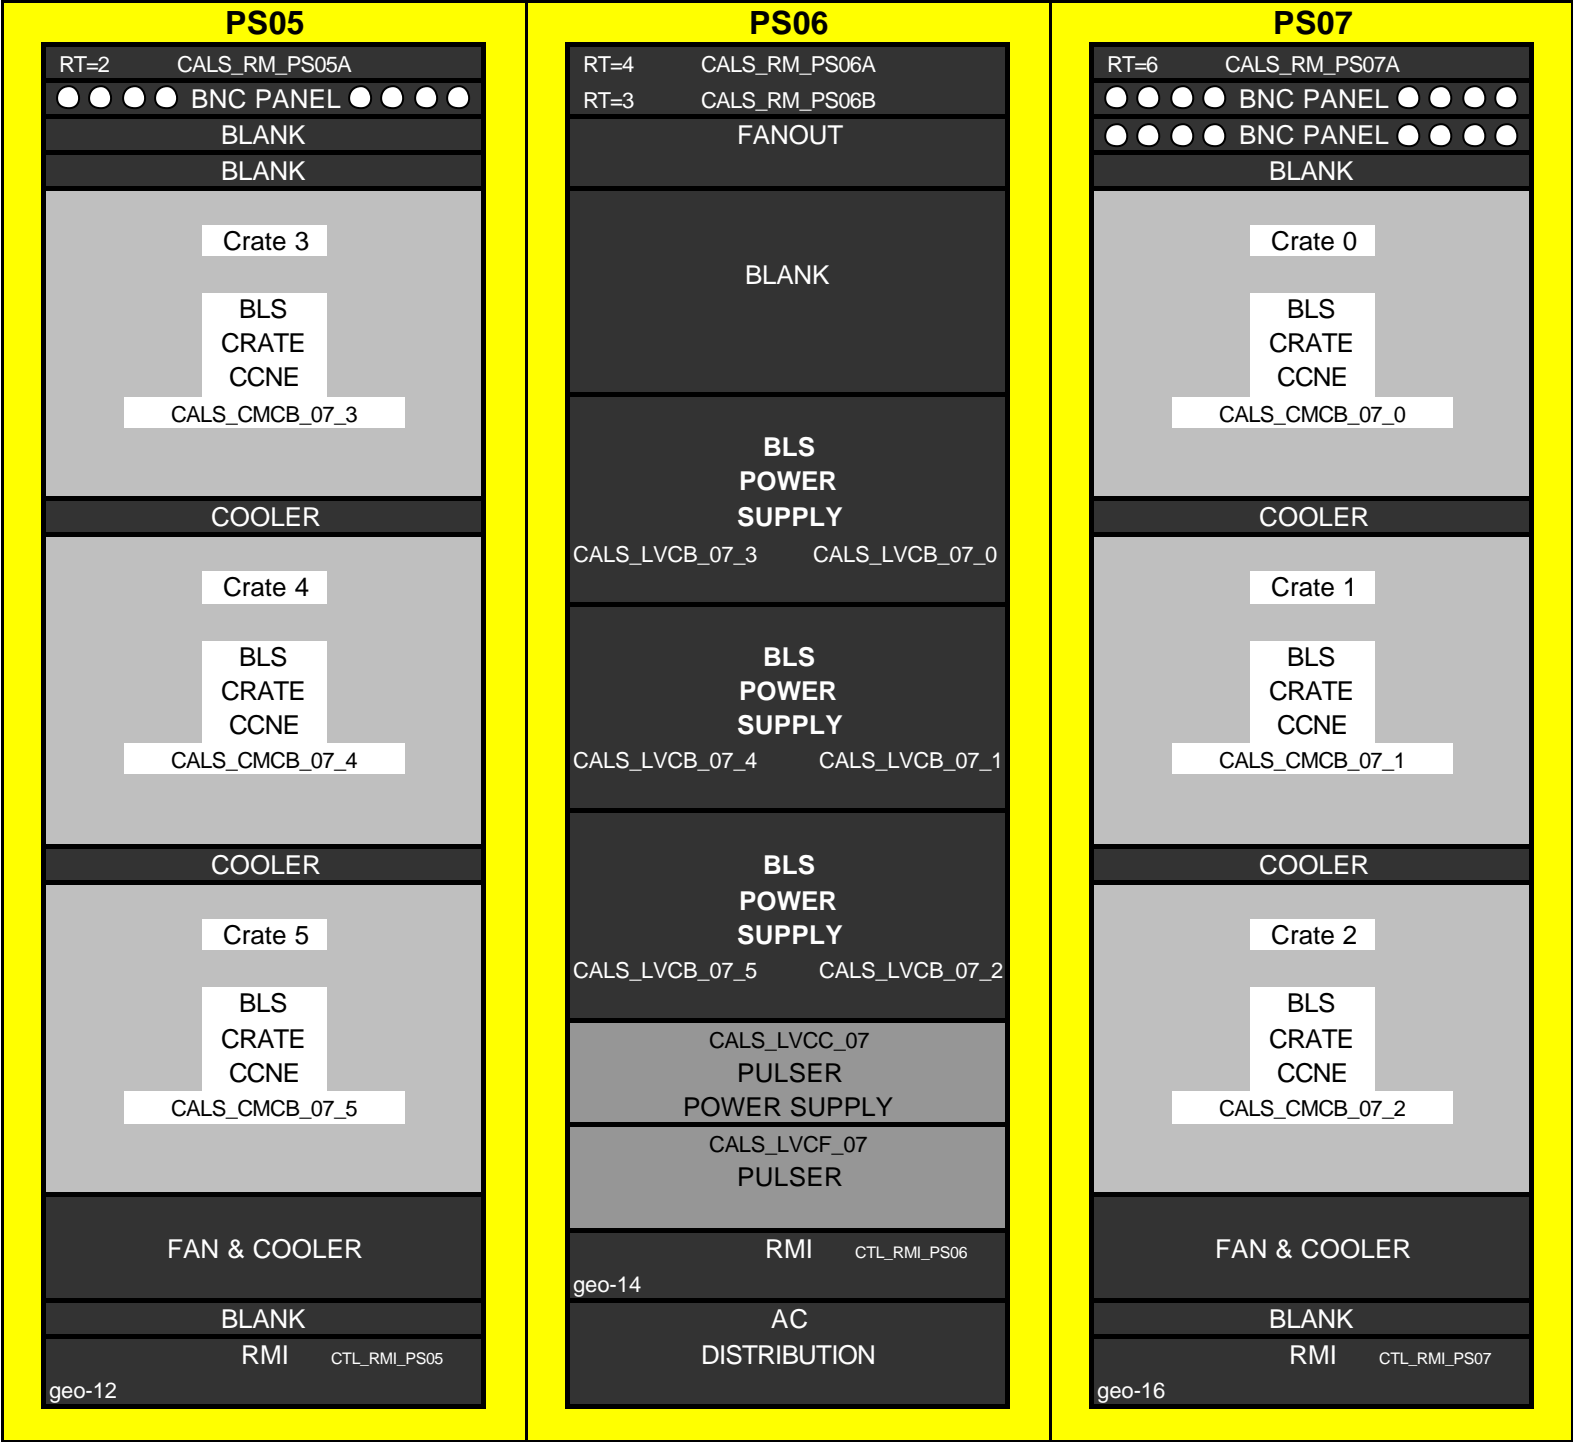 PS05
RT=2 CALS_RM_PS05A
BNC PANEL
BLANK
BLANK
Crate 3
BLS
CRATE
CCNE
CALS_CMCB_07_3
COOLER
Crate 4
BLS
CRATE
CCNE
CALS_CMCB_07_4
COOLER
Crate 5
BLS
CRATE
CCNE
CALS_CMCB_07_5
FAN & COOLER
BLANK
RMI CTL_RMI_PS05
geo-12
PS06
RT=4 CALS_RM_PS06A
RT=3 CALS_RM_PS06B
FANOUT
BLANK
BLS
POWER
SUPPLY
CALS_LVCB_07_3 CALS_LVCB_07_0
BLS
POWER
SUPPLY
CALS_LVCB_07_4 CALS_LVCB_07_1
BLS
POWER
SUPPLY
CALS_LVCB_07_5 CALS_LVCB_07_2
CALS_LVCC_07
PULSER
POWER SUPPLY
CALS_LVCF_07
PULSER
RMI CTL_RMI_PS06
geo-14
AC
DISTRIBUTION
PS07
RT=6 CALS_RM_PS07A
BNC PANEL
BNC PANEL
BLANK
Crate 0
BLS
CRATE
CCNE
CALS_CMCB_07_0
COOLER
Crate 1
BLS
CRATE
CCNE
CALS_CMCB_07_1
COOLER
Crate 2
BLS
CRATE
CCNE
CALS_CMCB_07_2
FAN & COOLER
BLANK
RMI CTL_RMI_PS07
geo-16